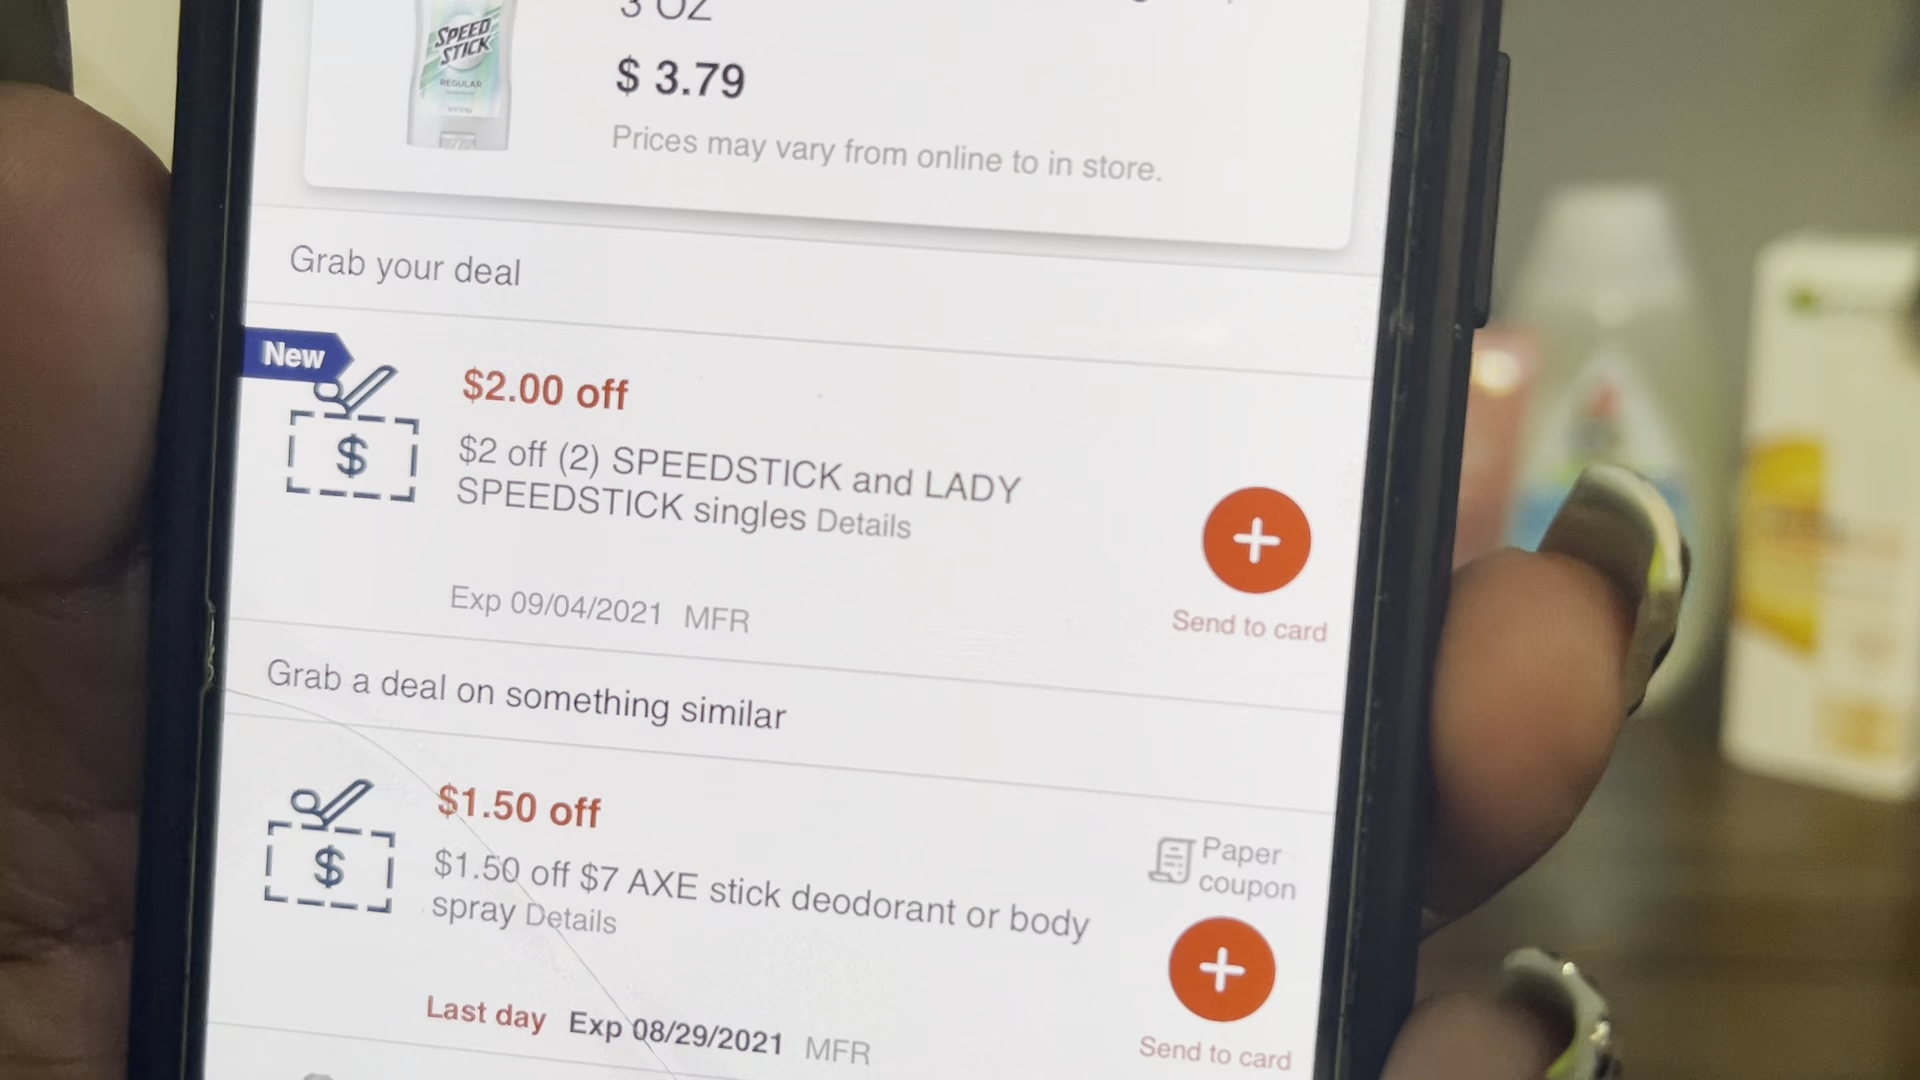 SPEED
STICK
REGULAR
3 OZ
$ 3.79
Prices may vary from online to in store.
Grab your deal
New
$2.00 off
$
$2 off (2) SPEEDSTICK and LADY
SPEEDSTICK singles Details
Exp 09/04/2021 MFR
Send to card
Grab a deal on something similar
$1.50 off
Paper
coupon
$
$1.50 off $7 AXE stick deodorant or body
spray Details
Last day Exp 08/29/2021 MFR
Send to card